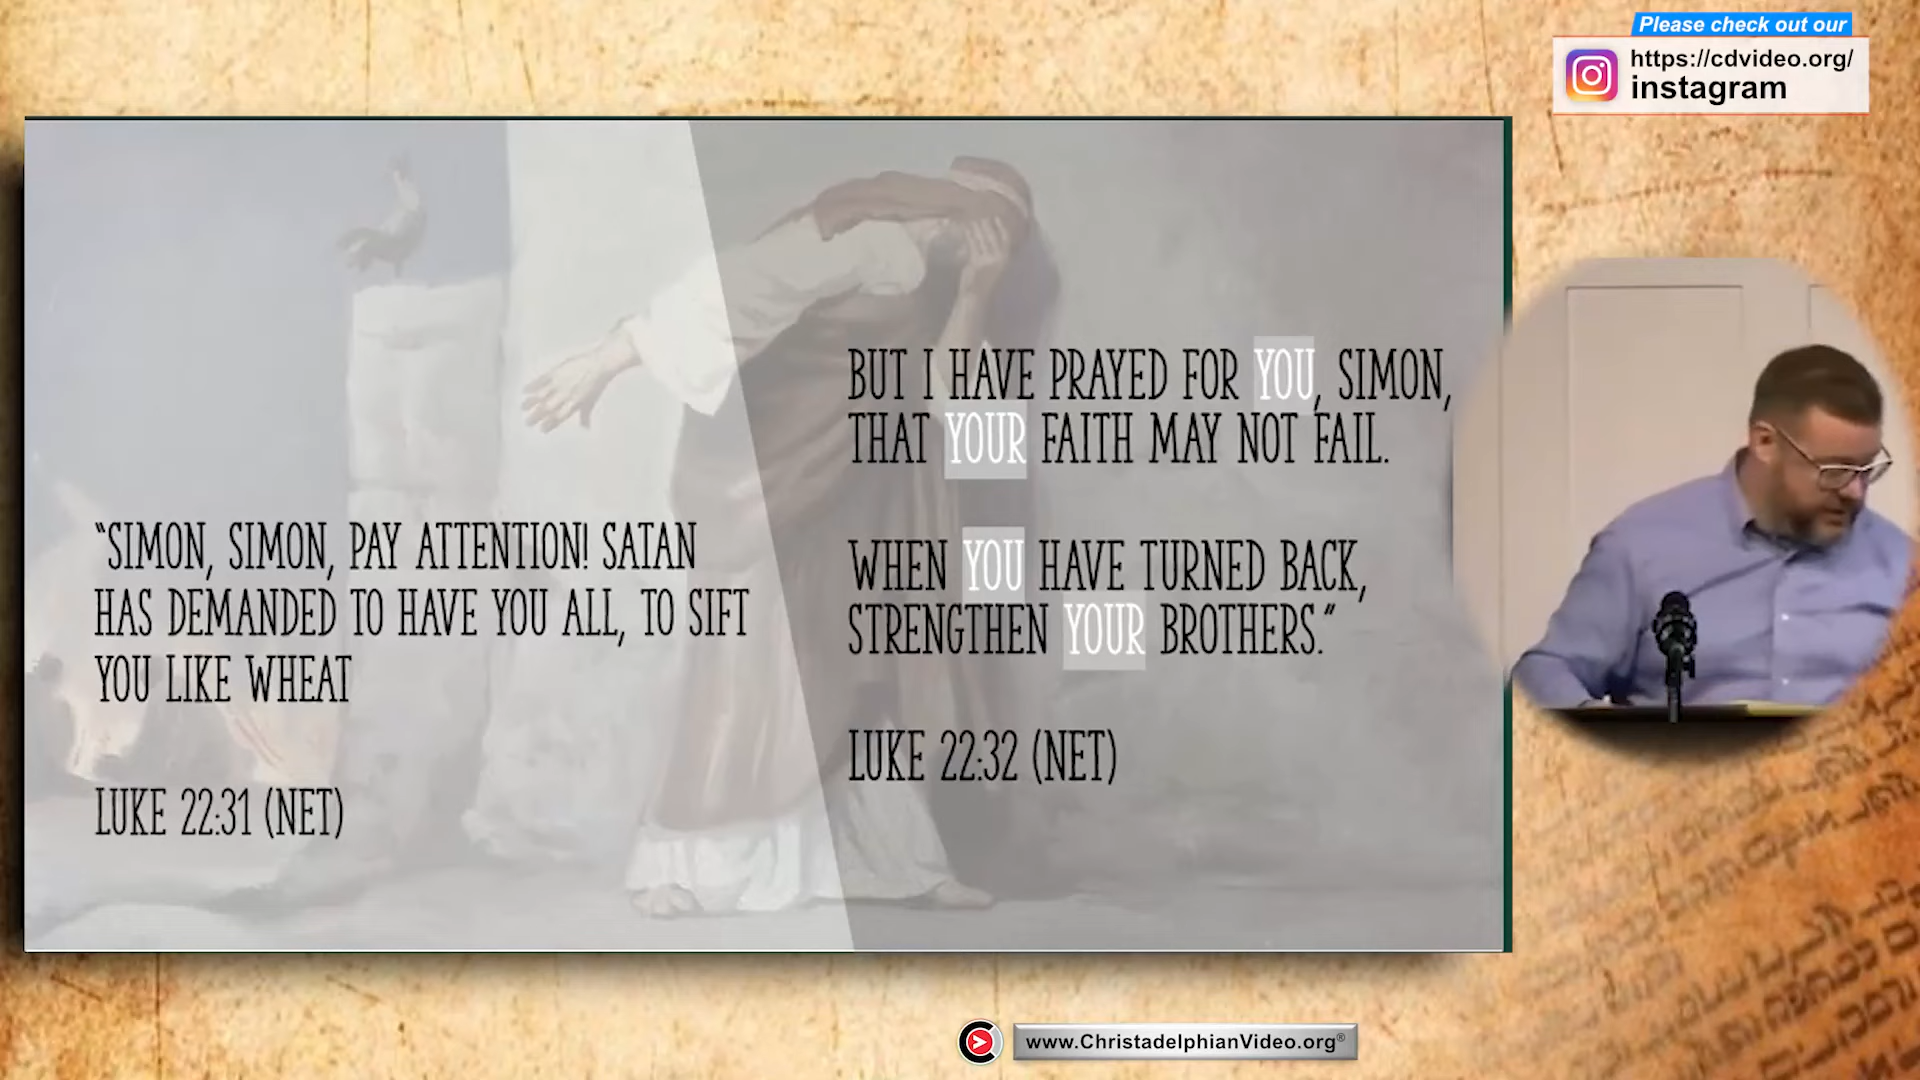 Please check out our
https://cdvideo.org/
instagram
"SIMON, SIMON, PAY ATTENTION! SATAN
HAS DEMANDED TO HAVE YOU ALL, TO SIFT
YOU LIKE WHEAT
LUKE 22:31 (NET)
BUT I HAVE PRAYED FOR YOU, SIMON,
THAT YOUR FAITH MAY NOT FAIL.
WHEN YOU HAVE TURNED BACK,
STRENGTHEN YOUR BROTHERS."
LUKE 22:32 (NET)
www.ChristadelphianVideo.org®